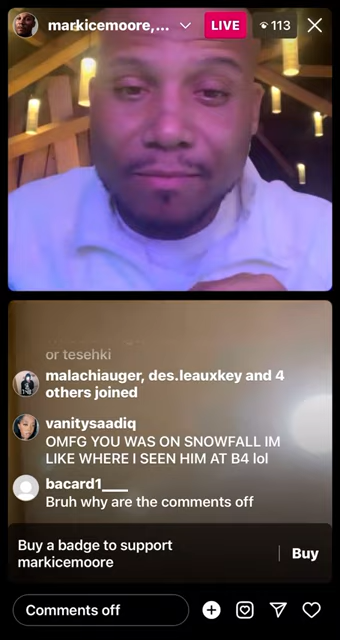 markicemoore,...
LIVE
113
or tesehki
malachiauger, des.leauxkey and 4
others joined
vanitysaadiq
OMFG YOU WAS ON SNOWFALL IM
LIKE WHERE I SEEN HIM AT B4 lol
bacard1___
Bruh why are the comments off
Buy a badge to support
markicemoore
Buy
Comments off